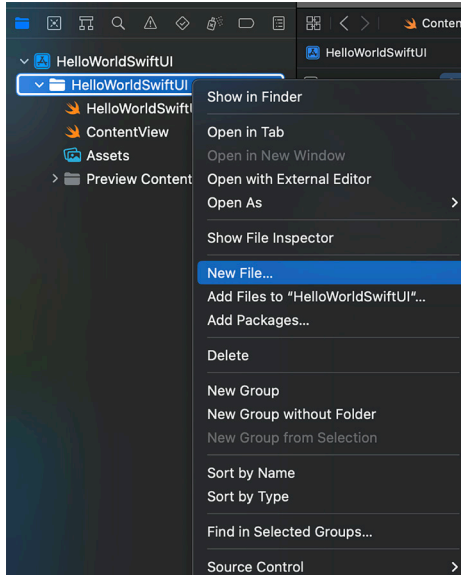 Conten
HelloWorldSwiftUI
HelloWorldSwiftUI
HelloWorldSwiftUI
HelloWorldSwift
ContentView
Assets
Preview Content
Show in Finder
Open in Tab
Open in New Window
Open with External Editor
Open As
Show File Inspector
New File...
Add Files to “HelloWorldSwiftUI”...
Add Packages...
Delete
New Group
New Group without Folder
New Group from Selection
Sort by Name
Sort by Type
Find in Selected Groups...
Source Control